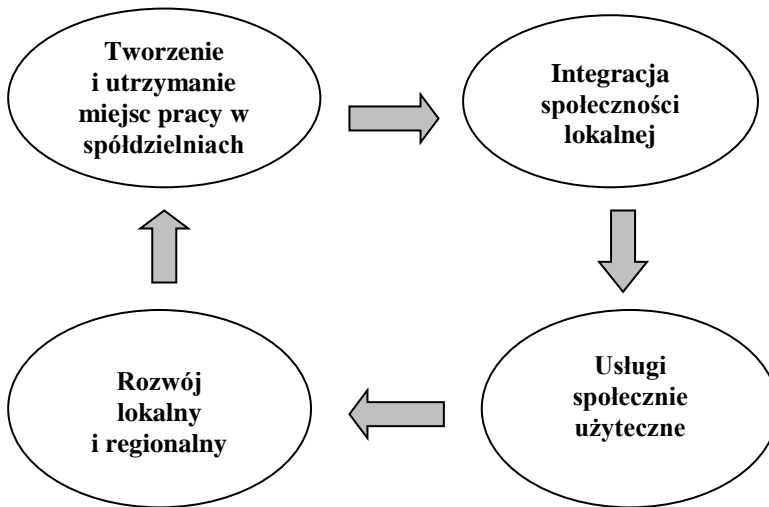 Tworzenie
i utrzymanie
miejsc pracy w
spółdzielniach
Integracja
społeczności
lokalnej
Usługi
społecznie
użyteczne
Rozwój
lokalny
i regionalny